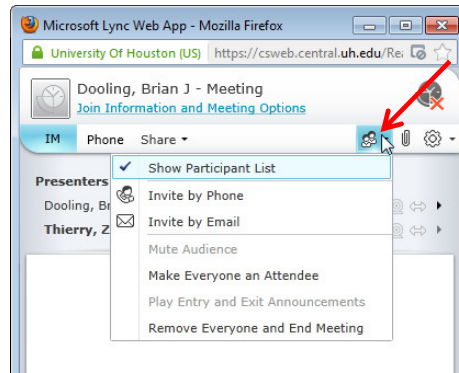 Microsoft Lync Web App - Mozilla Firefox
University Of Houston (US) https://csweb.central.uh.edu/Rea
Dooling, Brian J - Meeting
Join Information and Meeting Options
IM Phone Share
Show Participant List
Presenters
Invite by Phone
Dooling, Br
Invite by Email
Thierry, Z
Mute Audience
Make Everyone an Attendee
Play Entry and Exit Announcements
Remove Everyone and End Meeting